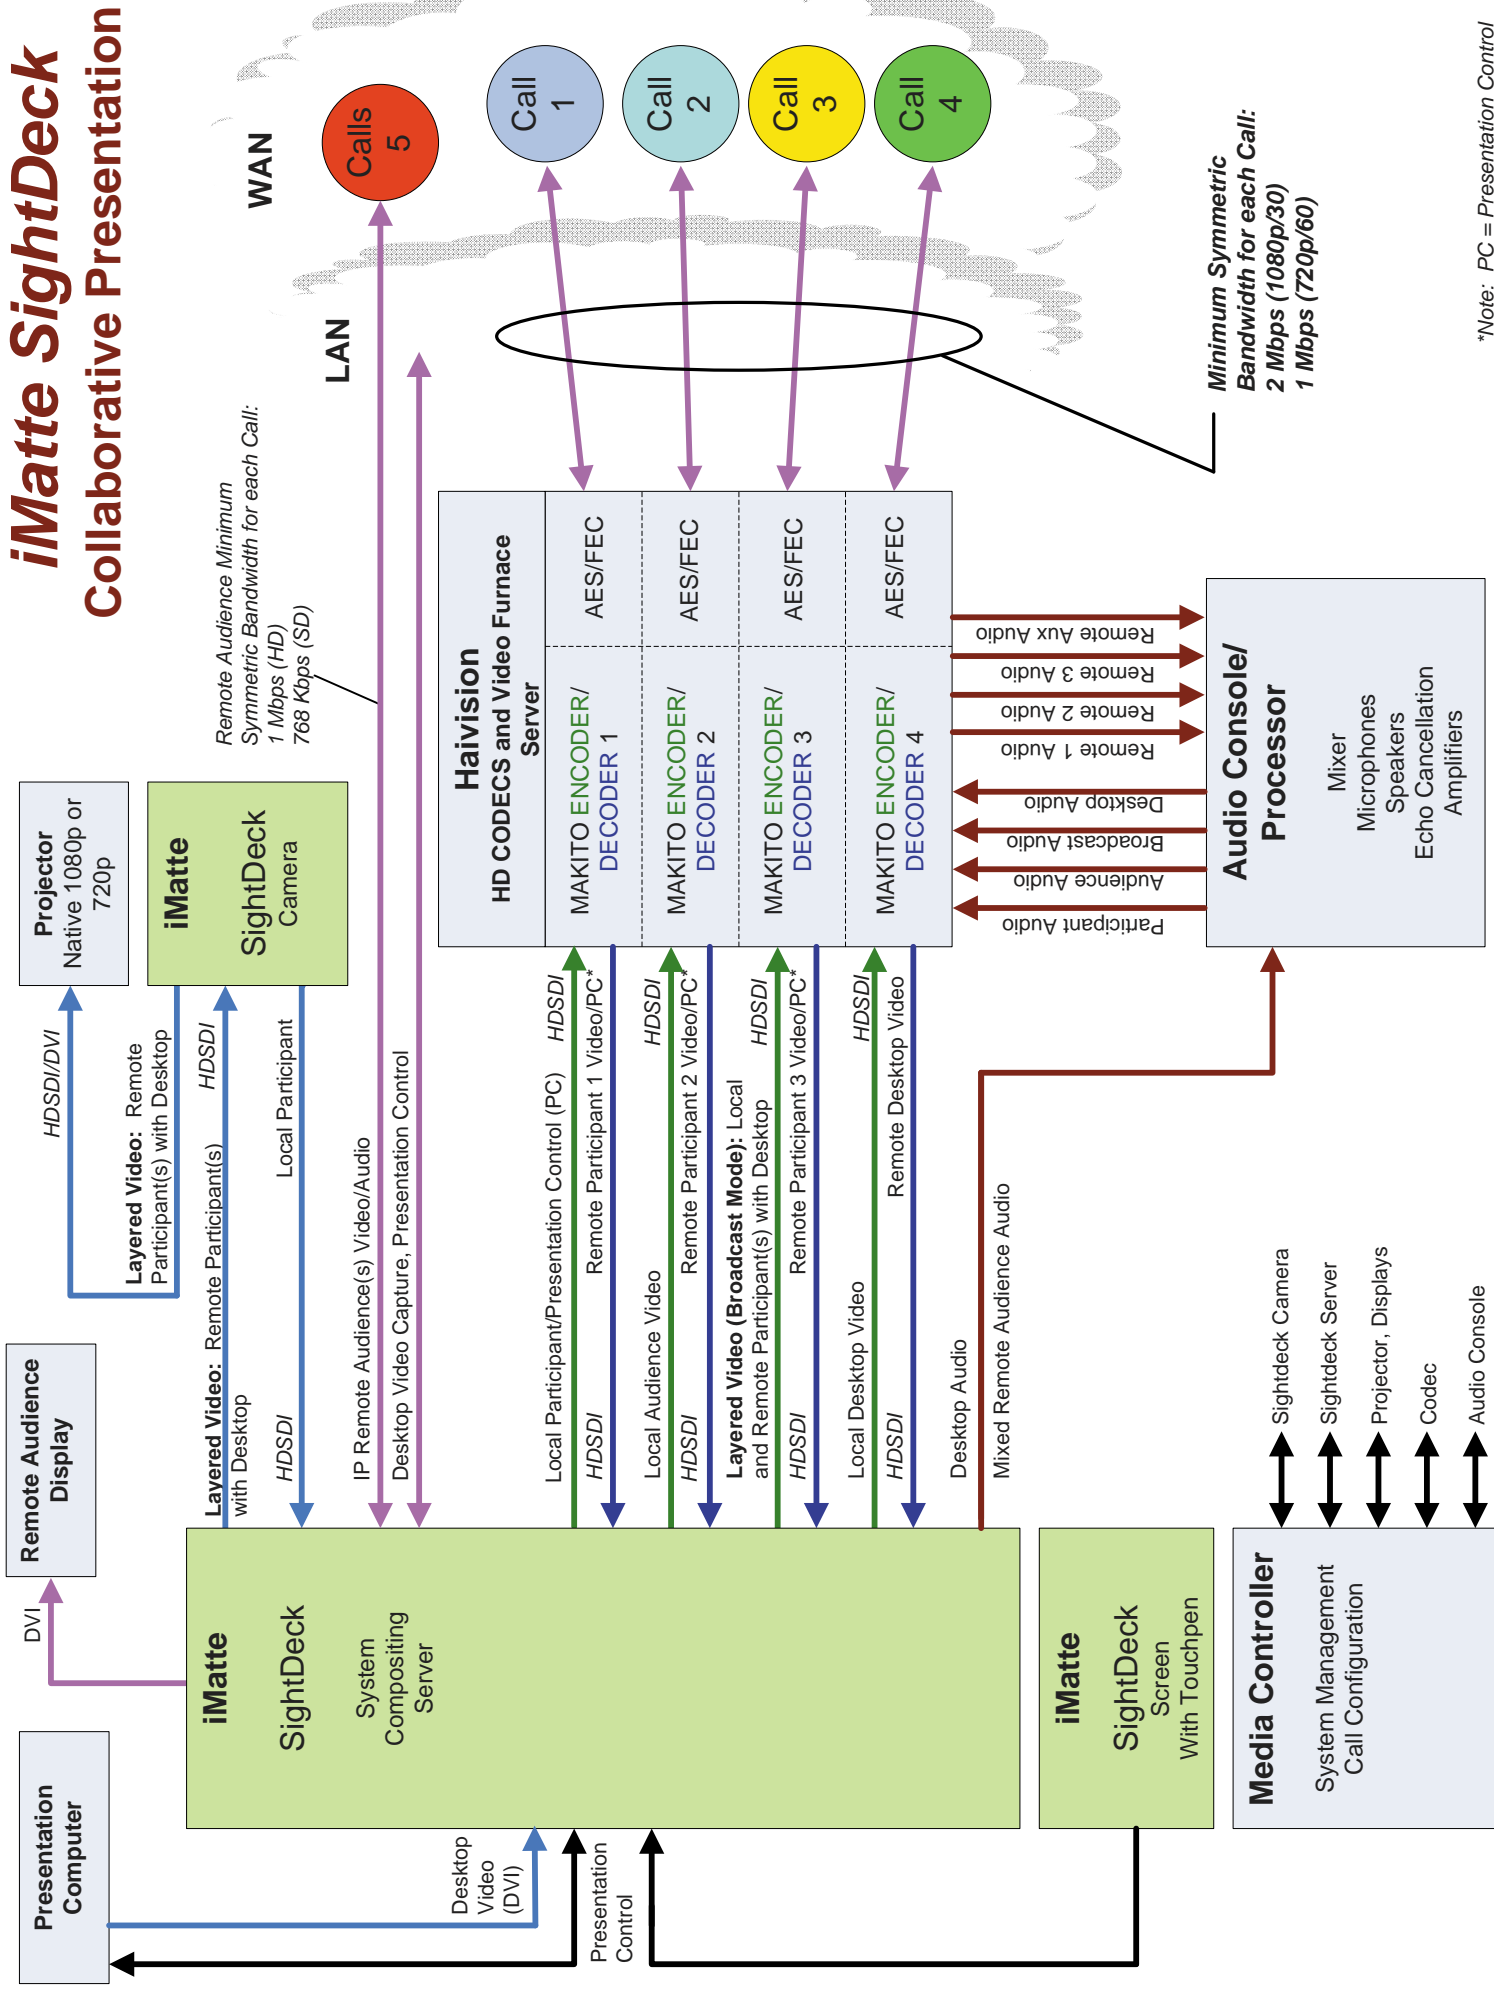 iMatte SightDeck
Collaborative Presentation
Presentation
Computer
Remote Audience
Display
Projector
Native 1080p or
720p
DVI
HDSDI/DVI
Layered Video: Remote
Participant(s) with Desktop
iMatte
SightDeck
Camera
Remote Audience Minimum
Symmetric Bandwidth for each Call:
1 Mbps (HD)
768 Kbps (SD)
WAN
LAN
Calls
5
Call
1
Call
2
Call
3
Call
4
iMatte
SightDeck
System
Compositing
Server
Layered Video: Remote Participant(s)
with Desktop
HDSDI
HDSDI
Local Participant
IP Remote Audience(s) Video/Audio
Desktop Video Capture, Presentation Control
Desktop
Video
(DVI)
Presentation
Control
Haivision
HD CODECS and Video Furnace
Server
MAKITO ENCODER/
DECODER 1
AES/FEC
MAKITO ENCODER/
DECODER 2
AES/FEC
MAKITO ENCODER/
DECODER 3
AES/FEC
MAKITO ENCODER/
DECODER 4
AES/FEC
Local Participant/Presentation Control (PC)
HDSDI
HDSDI
Remote Participant 1 Video/PC*
Local Audience Video
HDSDI
HDSDI
Remote Participant 2 Video/PC*
Layered Video (Broadcast Mode): Local
and Remote Participant(s) with Desktop
HDSDI
HDSDI
Remote Participant 3 Video/PC*
Local Desktop Video
HDSDI
HDSDI
Remote Desktop Video
Desktop Audio
Mixed Remote Audience Audio
Participant Audio
Audience Audio
Broadcast Audio
Desktop Audio
Remote 1 Audio
Remote 2 Audio
Remote 3 Audio
Remote Aux Audio
Minimum Symmetric
Bandwidth for each Call:
2 Mbps (1080p/30)
1 Mbps (720p/60)
iMatte
SightDeck
Screen
With Touchpen
Media Controller
System Management
Call Configuration
Sightdeck Camera
Sightdeck Server
Projector, Displays
Codec
Audio Console
Audio Console/
Processor
Mixer
Microphones
Speakers
Echo Cancellation
Amplifiers
*Note: PC = Presentation Control